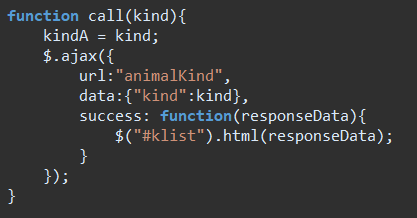 function call(kind){
    kindA = kind;
    $.ajax({
        url:"animalKind",
        data:{"kind":kind},
        success: function(responseData){
            $("#klist").html(responseData);
        }
    });
}